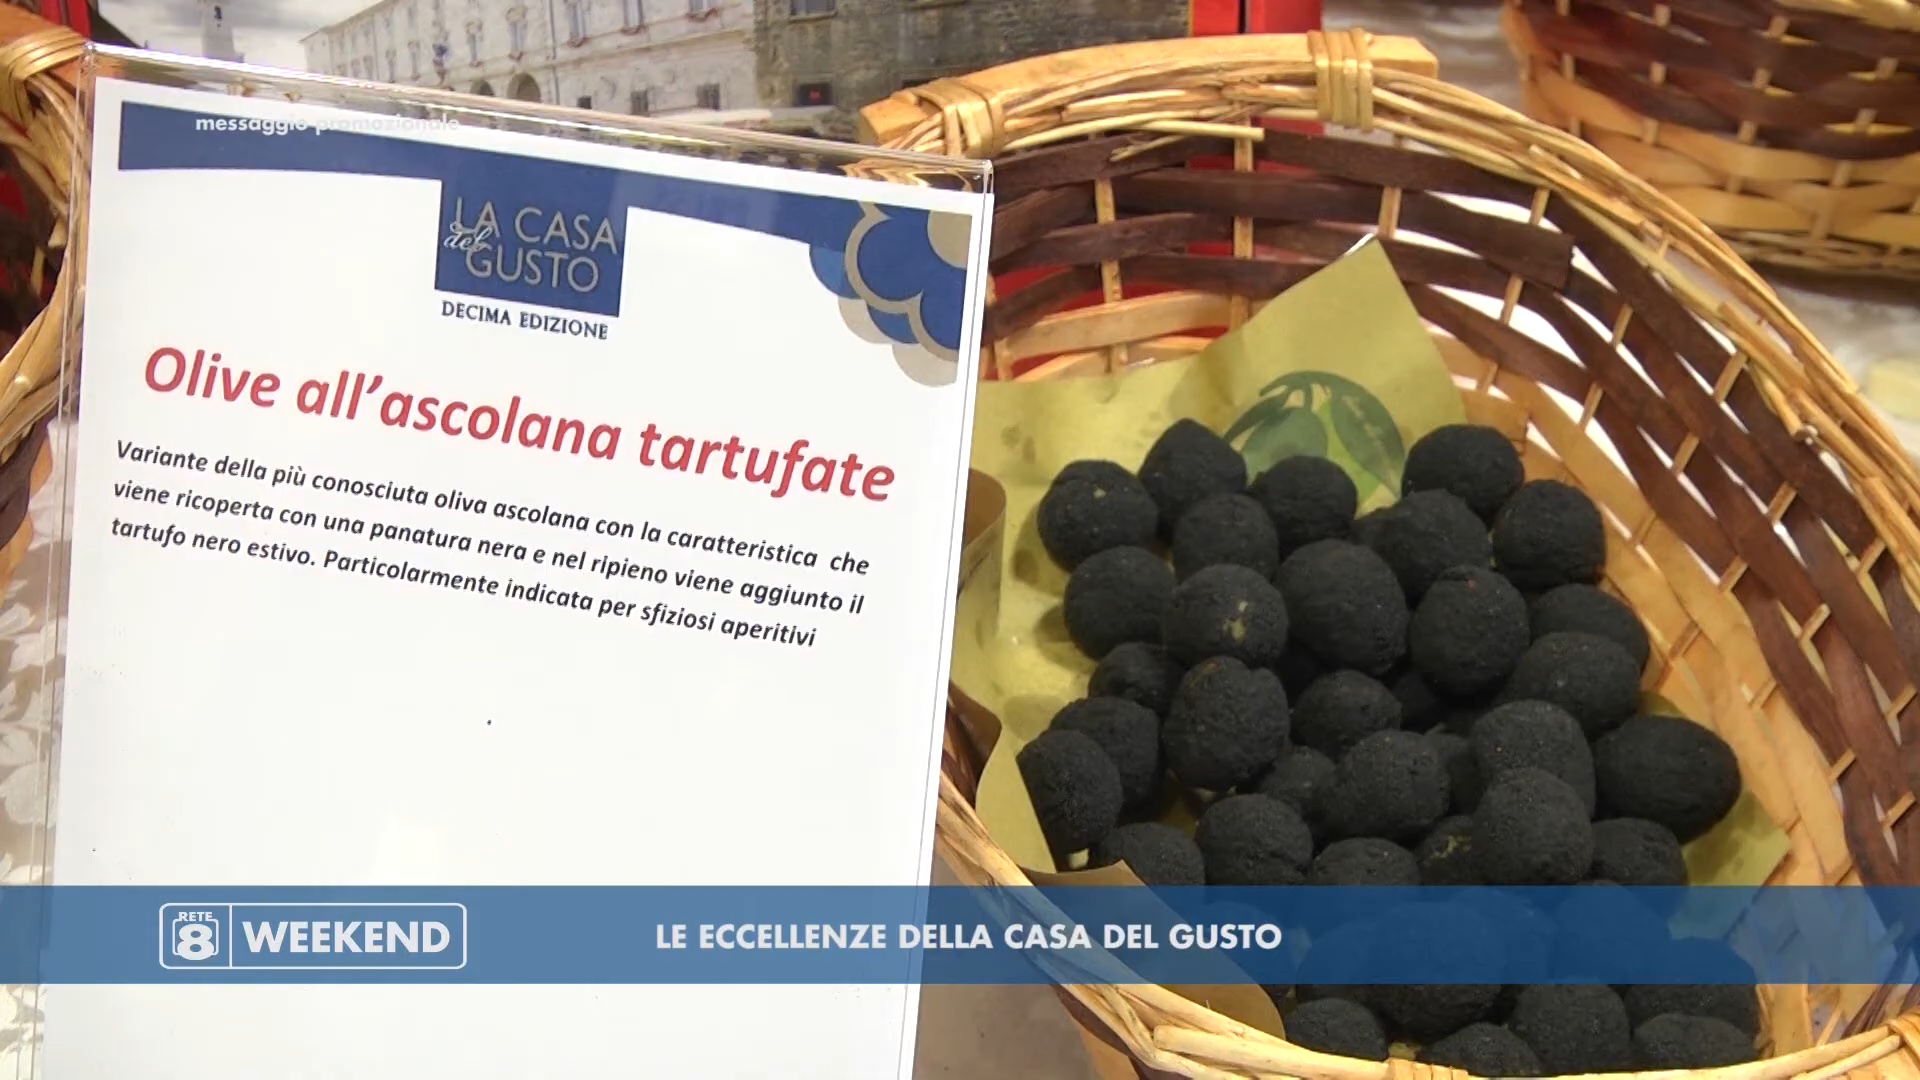 messaggio promozionale
LA CASA
del
GUSTO
DECIMA EDIZIONE
Olive all'ascolana tartufate
Variante della più conosciuta oliva ascolana con la caratteristica che
viene ricoperta con una panatura nera e nel ripieno viene aggiunto il
tartufo nero estivo. Particolarmente indicata per sfiziosi aperitivi
RETE
8 WEEKEND
LE ECCELLENZE DELLA CASA DEL GUSTO